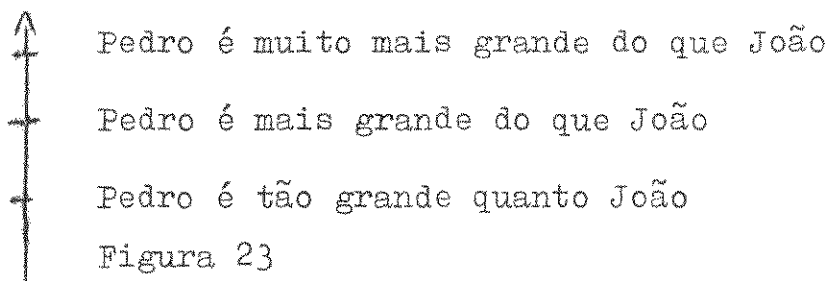 Pedro é muito mais grande do que João
Pedro é mais grande do que João
Pedro é tão grande quanto João
Figura 23